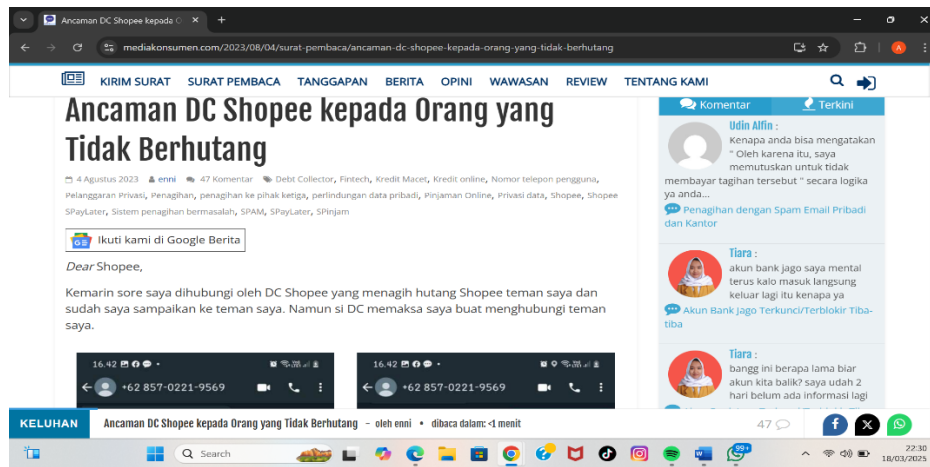 Ancaman DC Shopee kepada O
mediakonsumen.com/2023/08/04/surat-pembaca/ancaman-dc-shopee-kepada-orang-yang-tidak-berhutang
KIRIM SURAT SURAT PEMBACA TANGGAPAN BERITA OPINI WAWASAN REVIEW TENTANG KAMI
Ancaman DC Shopee kepada Orang yang
Tidak Berhutang
4 Agustus 2023 enni 47 Komentar Debt Collector, Fintech, Kredit Macet, Kredit online, Nomor telepon pengguna,
Pelanggaran Privasi, Penagihan, penagihan ke pihak ketiga, perlindungan data pribadi, Pinjaman Online, Privasi data, Shopee, Shopee
SPayLater, Sistem penagihan bermasalah, SPAM, SPayLater, SPinjam
Ikuti kami di Google Berita
Dear Shopee,
Kemarin sore saya dihubungi oleh DC Shopee yang menagih hutang Shopee teman saya dan
sudah saya sampaikan ke teman saya. Namun si DC memaksa saya buat menghubungi teman
saya.
16.42
+62 857-0221-9569
16.42
+62 857-0221-9569
Komentar Terkini
Udin Alfin :
Kenapa anda bisa mengatakan
" Oleh karena itu, saya
memutuskan untuk tidak
membayar tagihan tersebut " secara logika
ya anda...
Penagihan dengan Spam Email Pribadi
dan Kantor
Tiara :
akun bank jago saya mental
terus kalo masuk langsung
keluar lagi itu kenapa ya
Akun Bank Jago Terkunci/Terblokir Tiba-
tiba
Tiara :
bangg ini berapa lama biar
akun kita balik? saya udah 2
hari belum ada informasi lagi
KELUHAN Ancaman DC Shopee kepada Orang yang Tidak Berhutang – oleh enni • dibaca dalam: <1 menit 47
Search
99+
22:30
18/03/2025